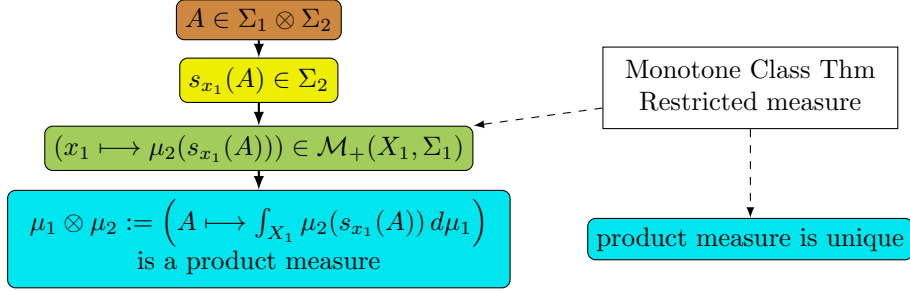 A ∈ Σ₁ ⊗ Σ₂
s_{x₁}(A) ∈ Σ₂
Monotone Class Thm
Restricted measure
(x₁ ⟼ μ₂(s_{x₁}(A))) ∈ ℳ₊(X₁, Σ₁)
μ₁ ⊗ μ₂ := (A ⟼ ∫_{X₁} μ₂(s_{x₁}(A)) dμ₁)
is a product measure
product measure is unique